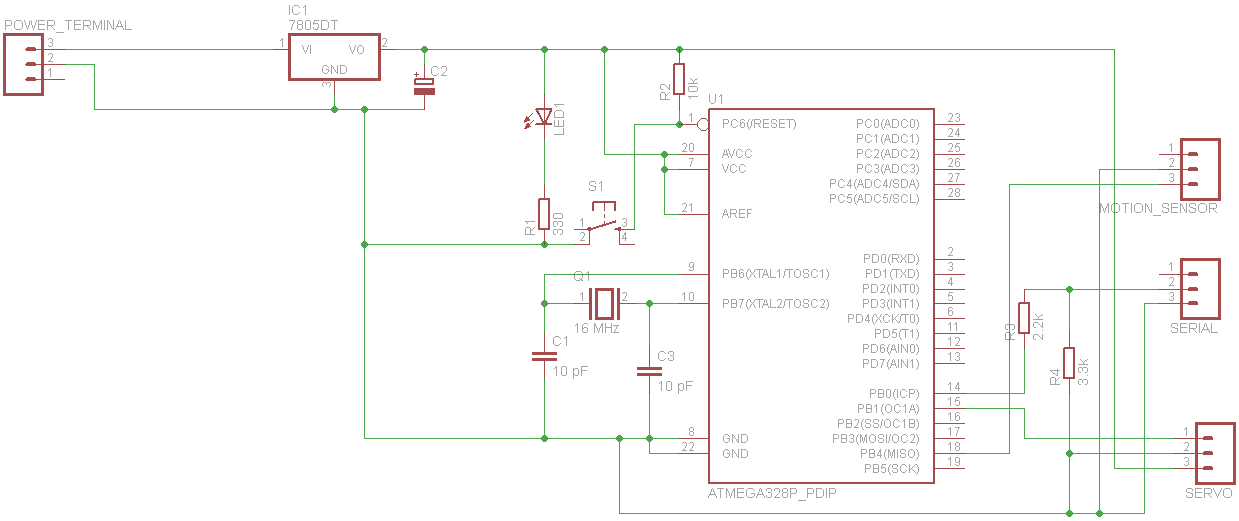 POWER_TERMINAL
3
2
1
IC1
7805DT
1
VI
VO
2
GND
3
+
C2
LED1
R1
330
S1
1
2
3
4
R2
10k
U1
1
PC6(/RESET)
20
AVCC
7
VCC
21
AREF
9
PB6(XTAL1/TOSC1)
10
PB7(XTAL2/TOSC2)
8
GND
22
GND
Q1
1
2
16 MHz
C1
10 pF
C3
10 pF
PC0(ADC0)
23
PC1(ADC1)
24
PC2(ADC2)
25
PC3(ADC3)
26
PC4(ADC4/SDA)
27
PC5(ADC5/SCL)
28
PD0(RXD)
2
PD1(TXD)
3
PD2(INT0)
4
PD3(INT1)
5
PD4(XCK/T0)
6
PD5(T1)
11
PD6(AIN0)
12
PD7(AIN1)
13
PB0(ICP)
14
PB1(OC1A)
15
PB2(SS/OC1B)
16
PB3(MOSI/OC2)
17
PB4(MISO)
18
PB5(SCK)
19
ATMEGA328P_PDIP
1
2
3
MOTION_SENSOR
R3
2.2k
R4
3.3k
1
2
3
SERIAL
1
2
3
SERVO